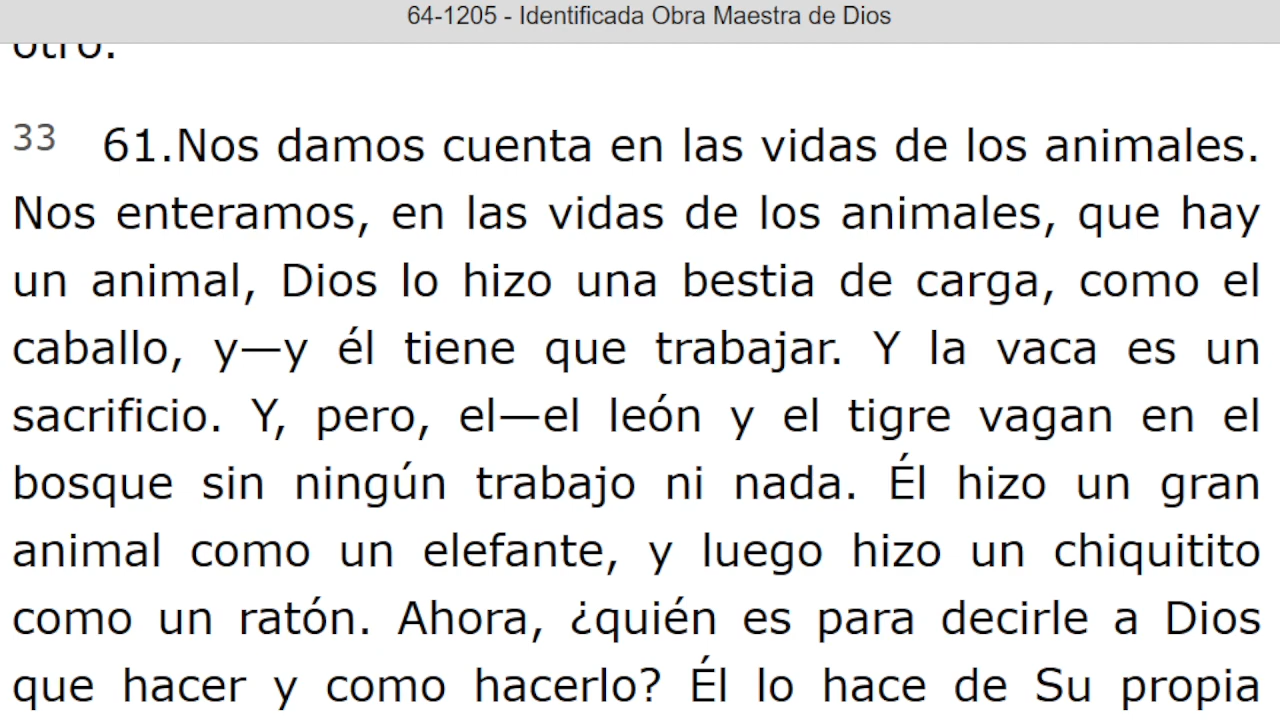 64-1205 - Identificada Obra Maestra de Dios
otro.
33 61.Nos damos cuenta en las vidas de los animales.
Nos enteramos, en las vidas de los animales, que hay
un animal, Dios lo hizo una bestia de carga, como el
caballo, y—y él tiene que trabajar. Y la vaca es un
sacrificio. Y, pero, el—el león y el tigre vagan en el
bosque sin ningún trabajo ni nada. Él hizo un gran
animal como un elefante, y luego hizo un chiquitito
como un ratón. Ahora, ¿quién es para decirle a Dios
que hacer y como hacerlo? Él lo hace de Su propia